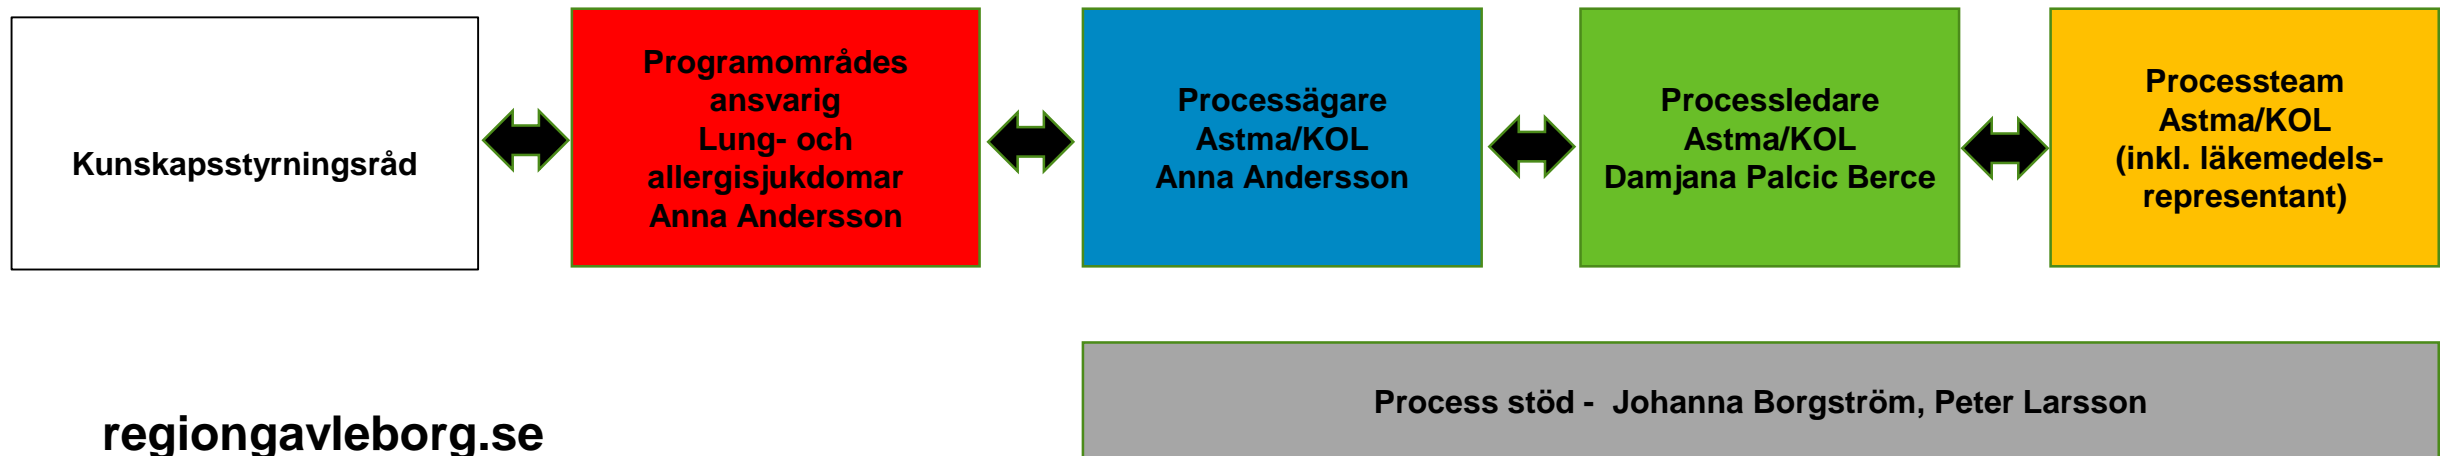 Kunskapsstyrningsråd
Programområdes
ansvarig
Lung- och
allergisjukdomar
Anna Andersson
Processägare
Astma/KOL
Anna Andersson
Processledare
Astma/KOL
Damjana Palcic Berce
Processteam
Astma/KOL
(inkl. läkemedels-
representant)
Process stöd - Johanna Borgström, Peter Larsson
regiongavleborg.se